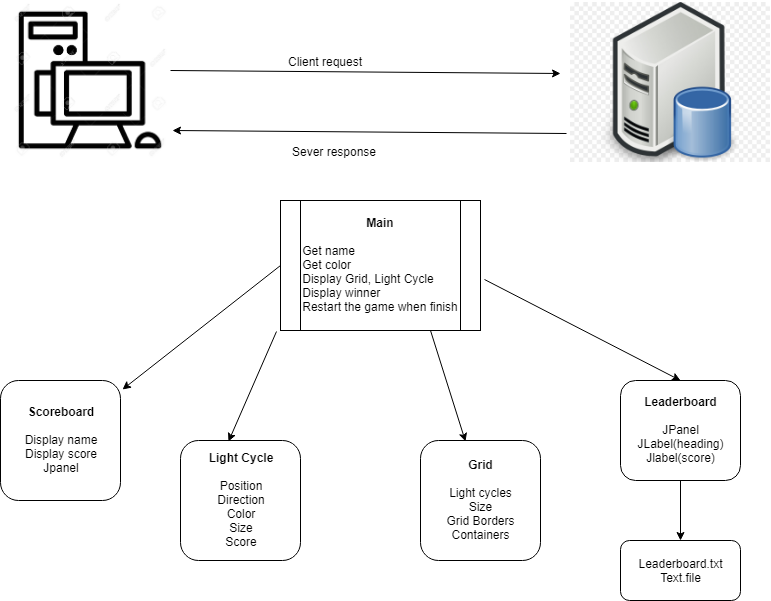 Client request
Sever response
Main
Get name
Get color
Display Grid, Light Cycle
Display winner
Restart the game when finish
Scoreboard
Display name
Display score
Jpanel
Light Cycle
Position
Direction
Color
Size
Score
Grid
Light cycles
Size
Grid Borders
Containers
Leaderboard
JPanel
JLabel(heading)
Jlabel(score)
Leaderboard.txt
Text.file